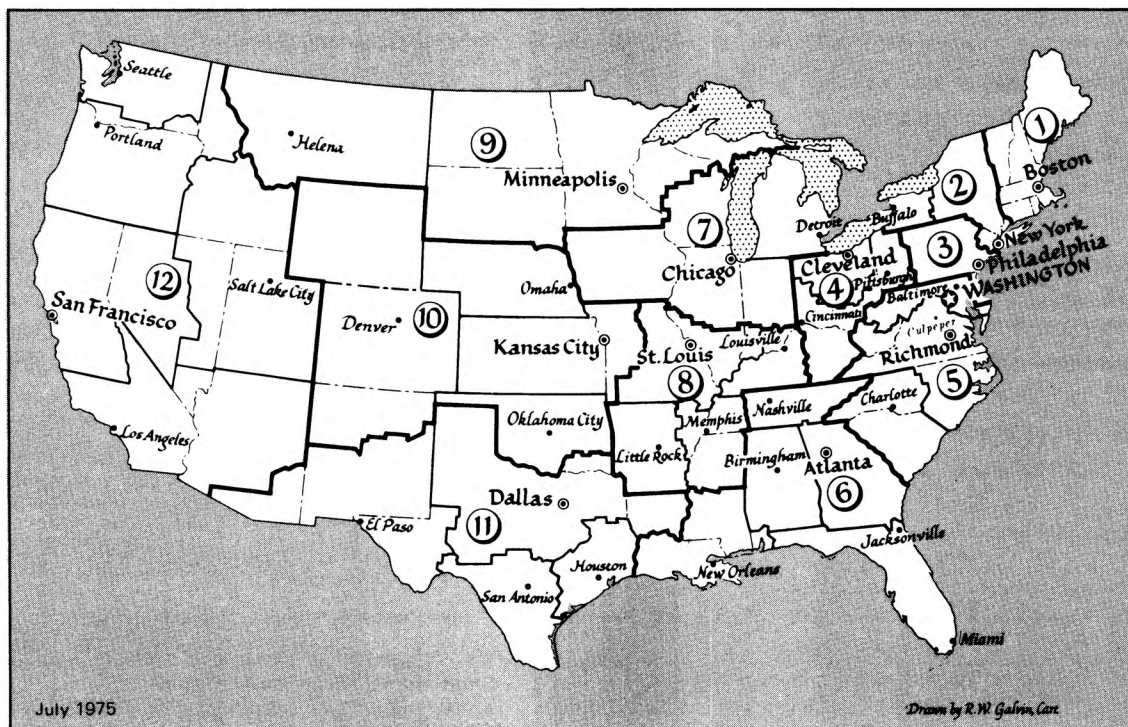 Seattle
Portland
Helena
9
Minneapolis
1
Boston
2
Buffalo
Detroit
7
Chicago
3
New York
Philadelphia
WASHINGTON
Cleveland
Pittsburgh
4
Baltimore
Cincinnati
12
San Francisco
Salt Lake City
Omaha
Denver
10
Kansas City
St. Louis
Louisville
8
Culpeper
Richmond
5
Charlotte
Los Angeles
Oklahoma City
Memphis
Nashville
Little Rock
Birmingham
Atlanta
6
Dallas
11
El Paso
Houston
San Antonio
New Orleans
Jacksonville
Miami
July 1975
Drawn by R.W. Galvin, Cart.